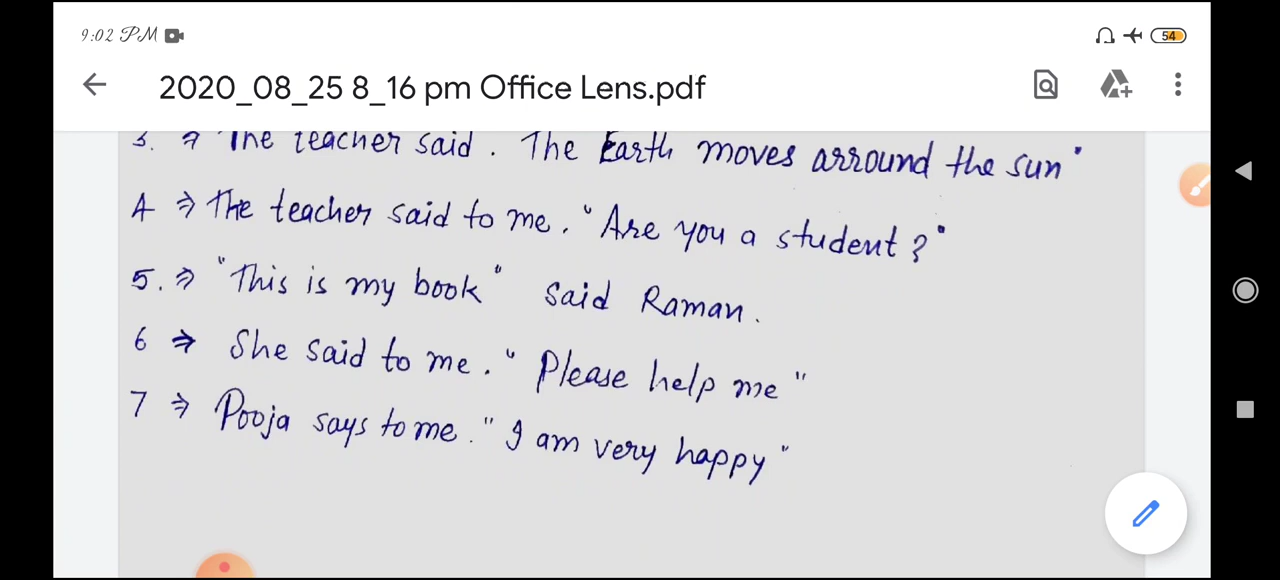 9:02 PM 54
2020_08_25 8_16 pm Office Lens.pdf
3. ⇒ "The teacher said. The Earth moves arround the sun"
4 ⇒ The teacher said to me. "Are you a student?"
5. ⇒ "This is my book" said Raman.
6 ⇒ She said to me. "Please help me"
7 ⇒ Pooja says to me. "I am very happy"